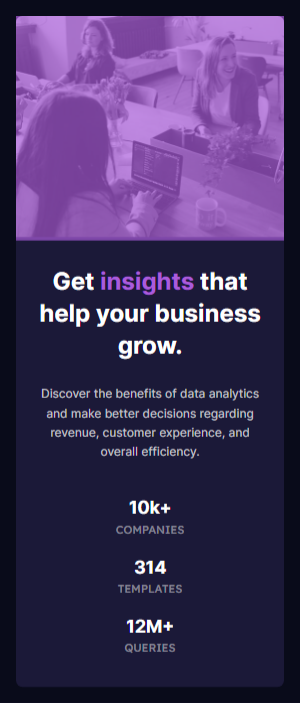 Get insights that
help your business
grow.
Discover the benefits of data analytics
and make better decisions regarding
revenue, customer experience, and
overall efficiency.
10k+
COMPANIES
314
TEMPLATES
12M+
QUERIES